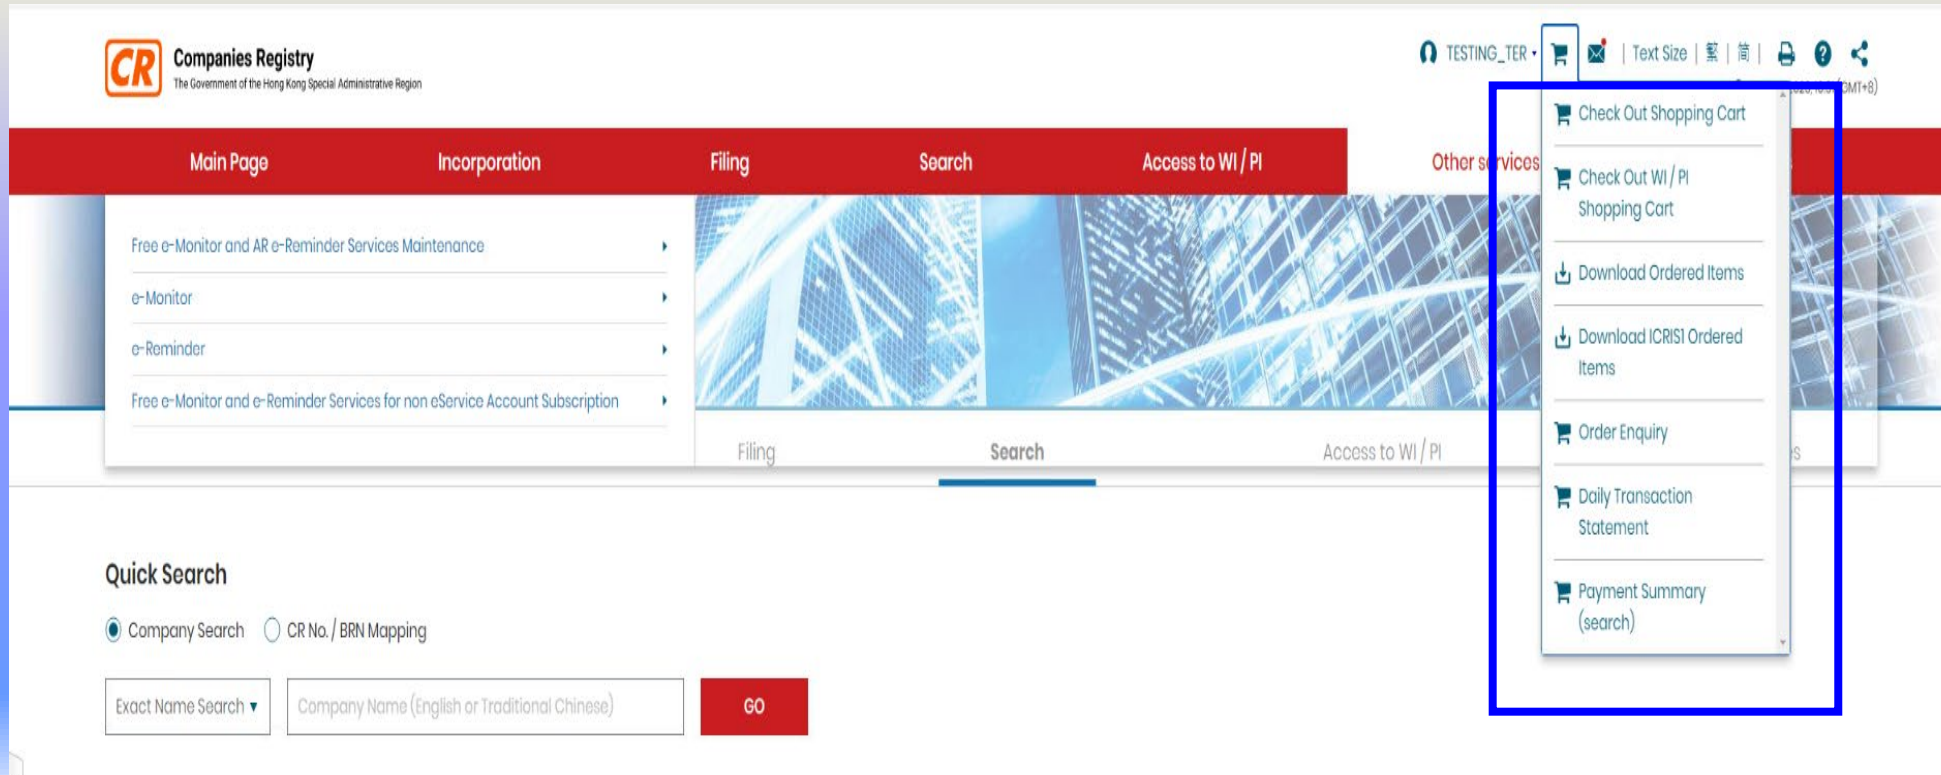 CR Companies Registry
The Government of the Hong Kong Special Administrative Region
TESTING_TER
| Text Size | 繁 | 简 |
(GMT+8)
Main Page
Incorporation
Filing
Search
Access to WI / PI
Other services
Free e-Monitor and AR e-Reminder Services Maintenance
e-Monitor
e-Reminder
Free e-Monitor and e-Reminder Services for non eService Account Subscription
Check Out Shopping Cart
Check Out WI / PI
Shopping Cart
Download Ordered Items
Download ICRIS1 Ordered
Items
Order Enquiry
Daily Transaction
Statement
Payment Summary
(search)
Filing
Search
Access to WI / PI
Quick Search
Company Search
CR No. / BRN Mapping
Exact Name Search
Company Name (English or Traditional Chinese)
GO